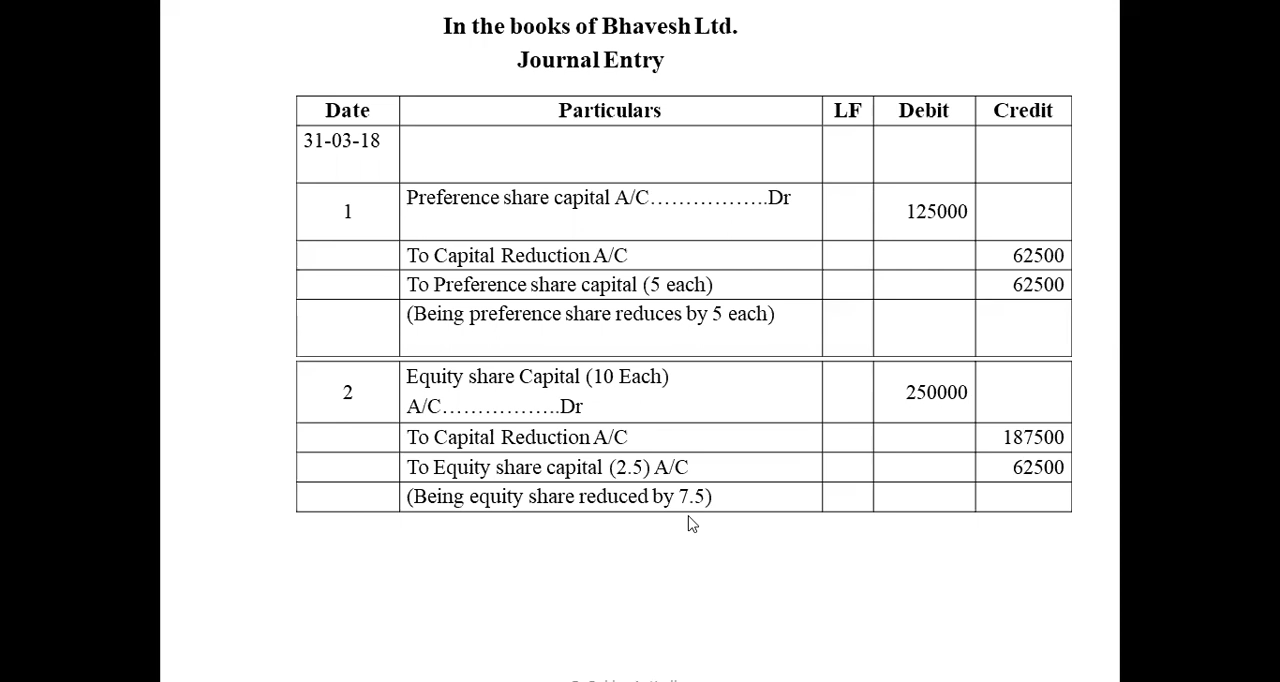 In the books of Bhavesh Ltd.
Journal Entry
Date Particulars LF Debit Credit
31-03-18
1 Preference share capital A/C……………..Dr 125000
To Capital Reduction A/C 62500
To Preference share capital (5 each) 62500
(Being preference share reduces by 5 each)
2 Equity share Capital (10 Each)
A/C……………..Dr 250000
To Capital Reduction A/C 187500
To Equity share capital (2.5) A/C 62500
(Being equity share reduced by 7.5)